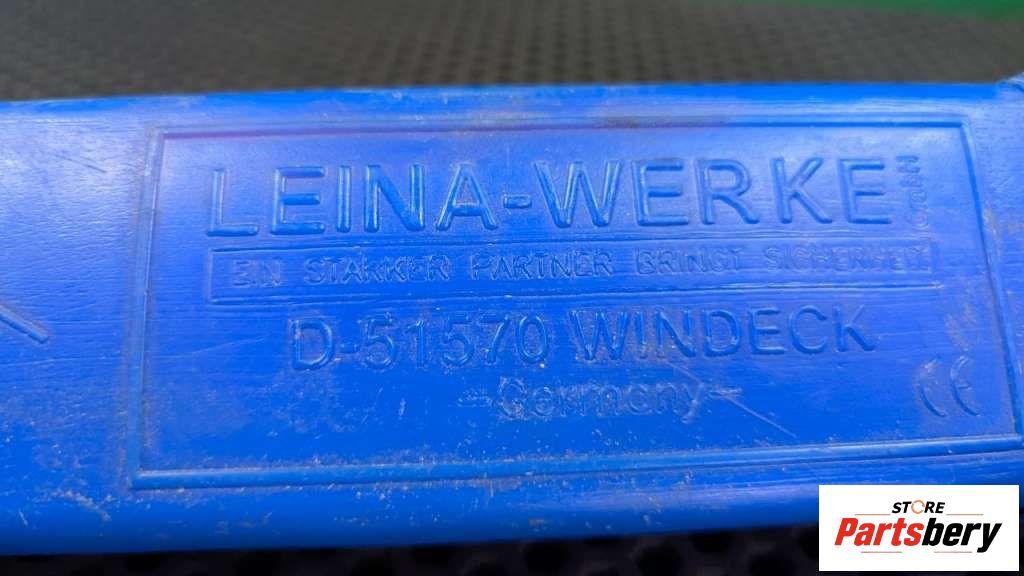 LEINA-WERKE GmbH
EIN STARKER PARTNER BRINGT SICHERHEIT
D-51570 WINDECK
-Germany-
CE
STORE
Partsbery